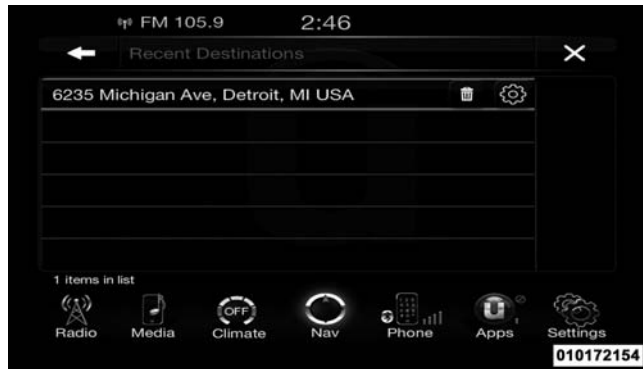 FM 105.9 2:46
Recent Destinations
6235 Michigan Ave, Detroit, MI USA
1 items in list
OFF
Radio Media Climate Nav Phone Apps Settings
010172154